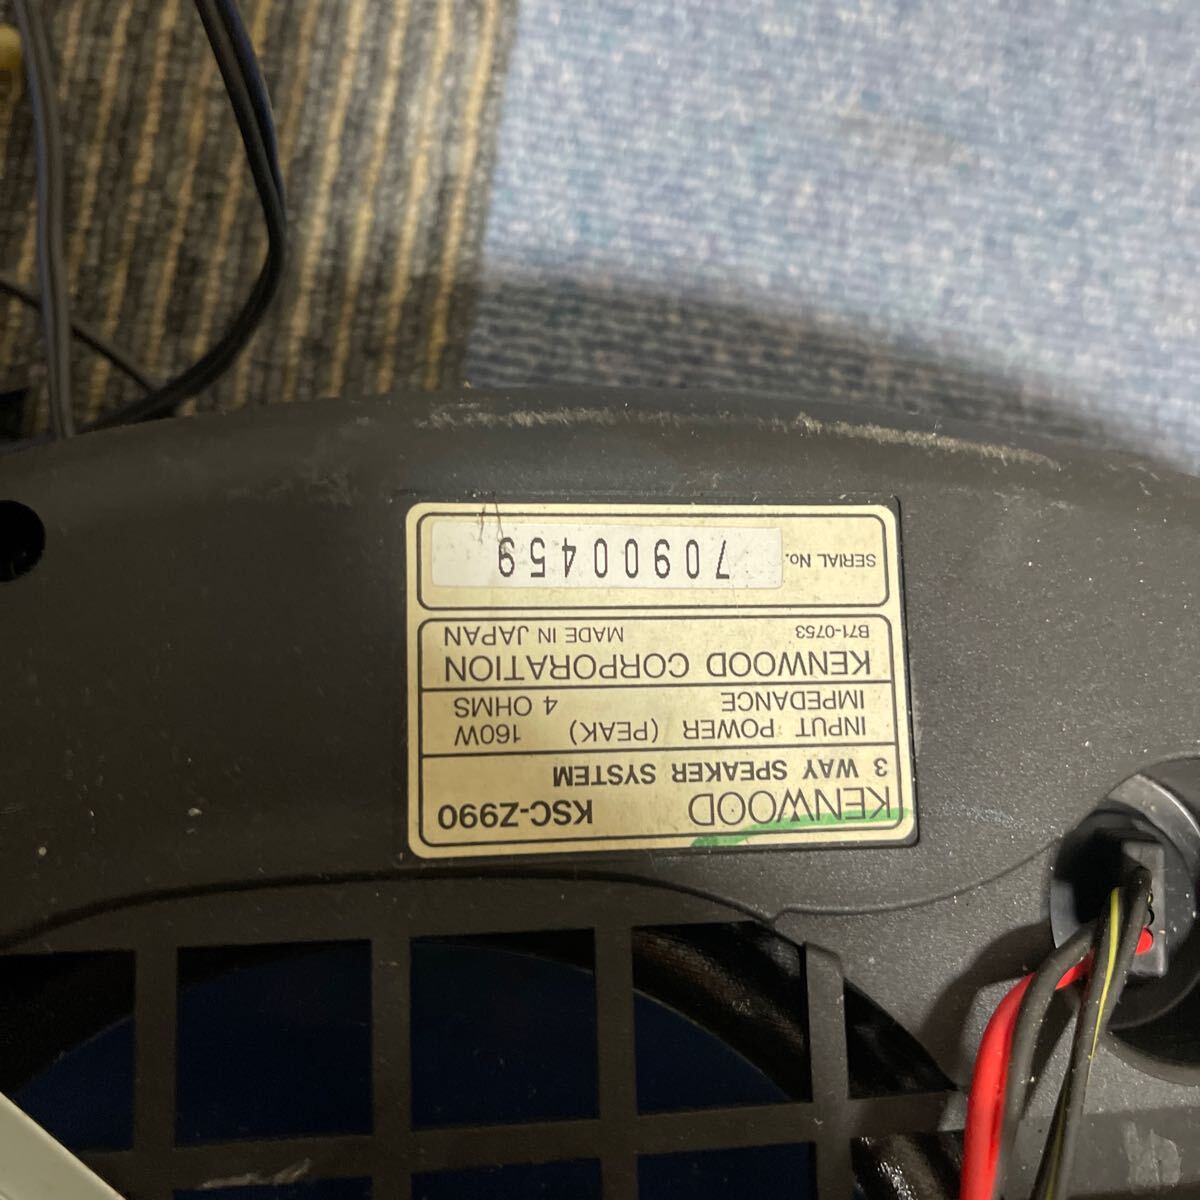 KENWOOD KSC-Z990
3 WAY SPEAKER SYSTEM
INPUT POWER (PEAK) 160W
IMPEDANCE 4 OHMS
KENWOOD CORPORATION
B71-0753 MADE IN JAPAN
SERIAL No. 70900459